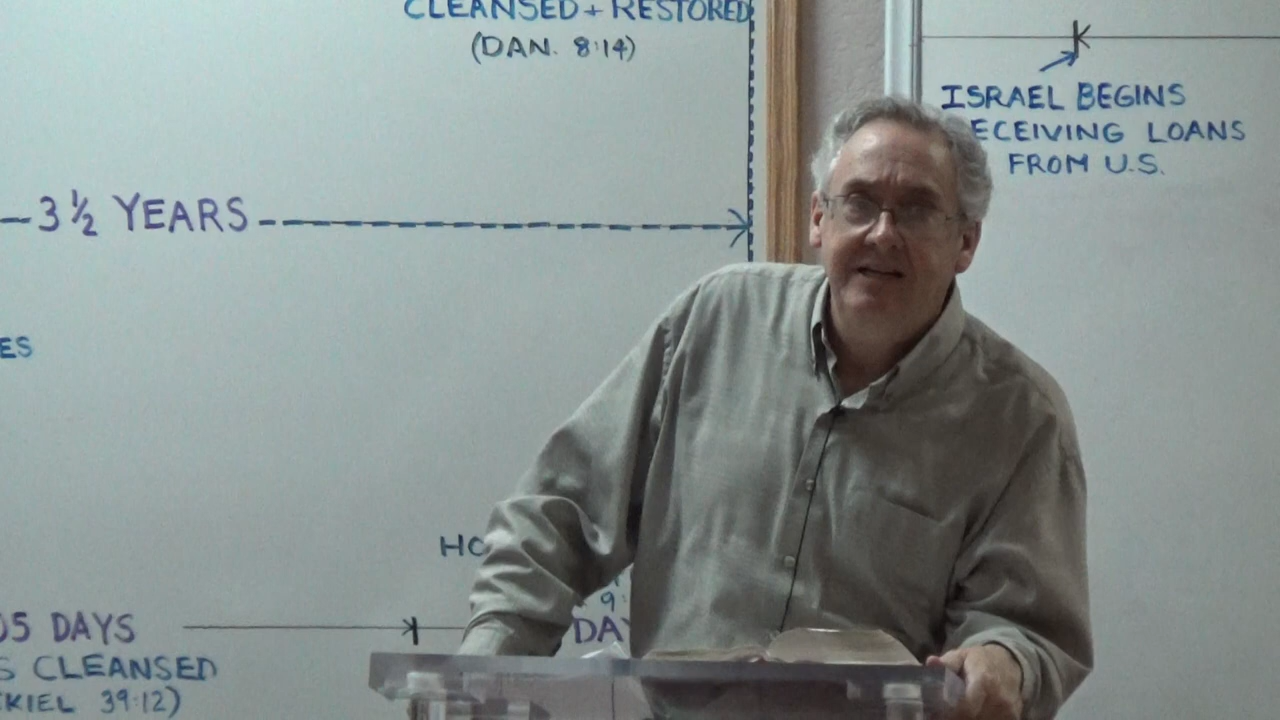 CLEANSED + RESTORED
(DAN. 8:14)
3 ½ YEARS
ES
HO
9:
05 DAYS
DAY
S CLEANSED
KIEL 39:12)
ISRAEL BEGINS
ECEIVING LOANS
FROM U.S.